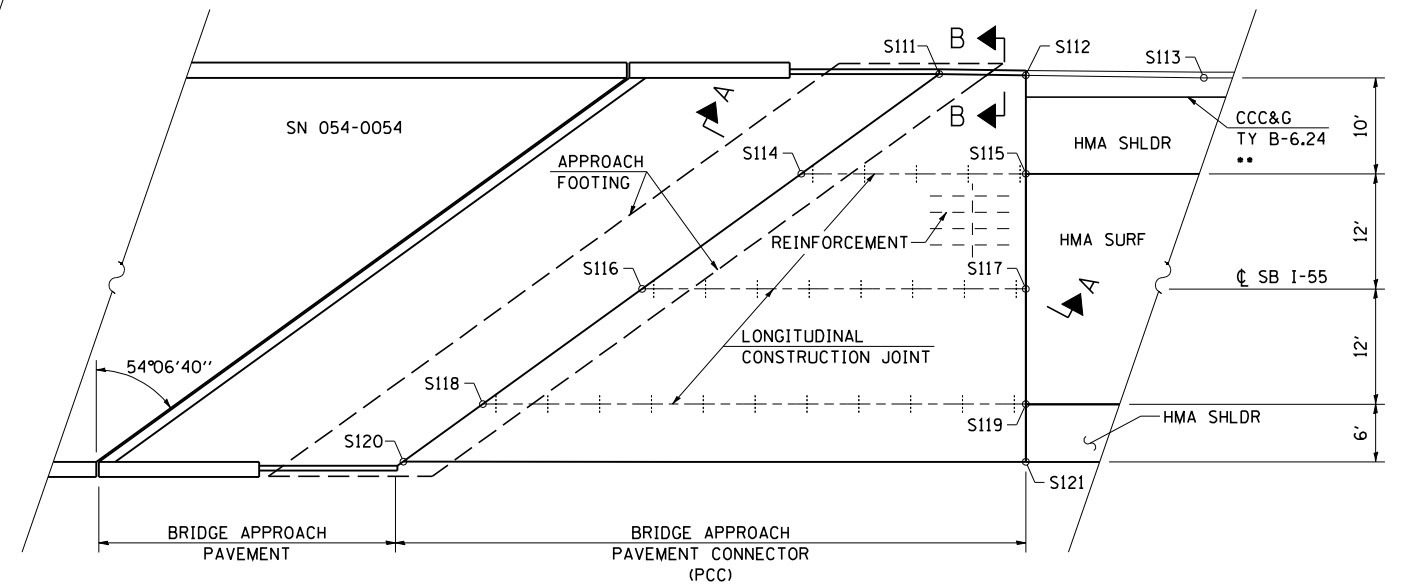 B
S111
S112
S113
SN 054-0054
A
B
CCC&G
TY B-6.24
**
10'
HMA SHLDR
S114
S115
APPROACH
FOOTING
REINFORCEMENT
HMA SURF
12'
S116
S117
℄ SB I-55
A
LONGITUDINAL
CONSTRUCTION JOINT
12'
54°06'40''
S118
S119
HMA SHLDR
6'
S120
S121
BRIDGE APPROACH
PAVEMENT
BRIDGE APPROACH
PAVEMENT CONNECTOR
(PCC)